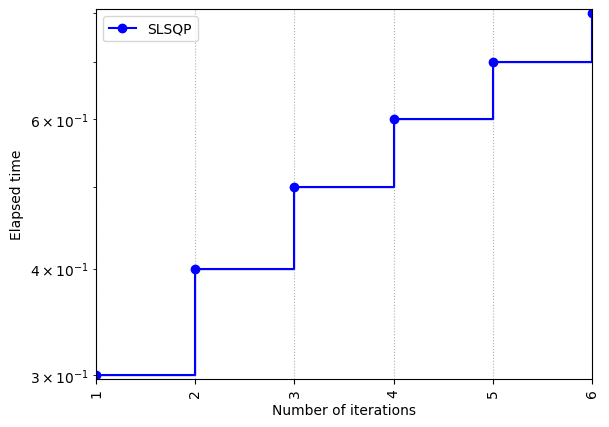 SLSQP
Elapsed time
6 × 10⁻¹
4 × 10⁻¹
3 × 10⁻¹
1 2 3 4 5 6
Number of iterations